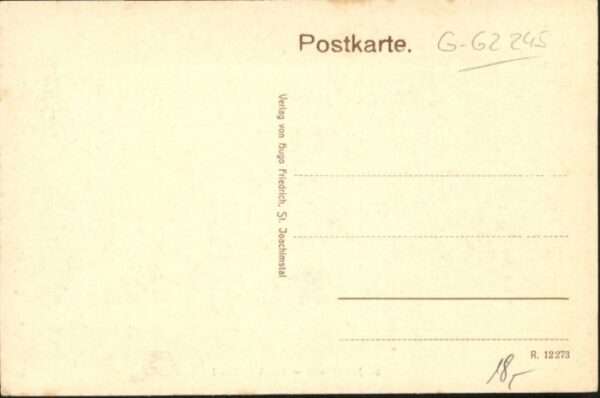 Postkarte.
G-62245
Verlag von Hugo Friedrich, St. Joachimstal
R. 12273
18,-